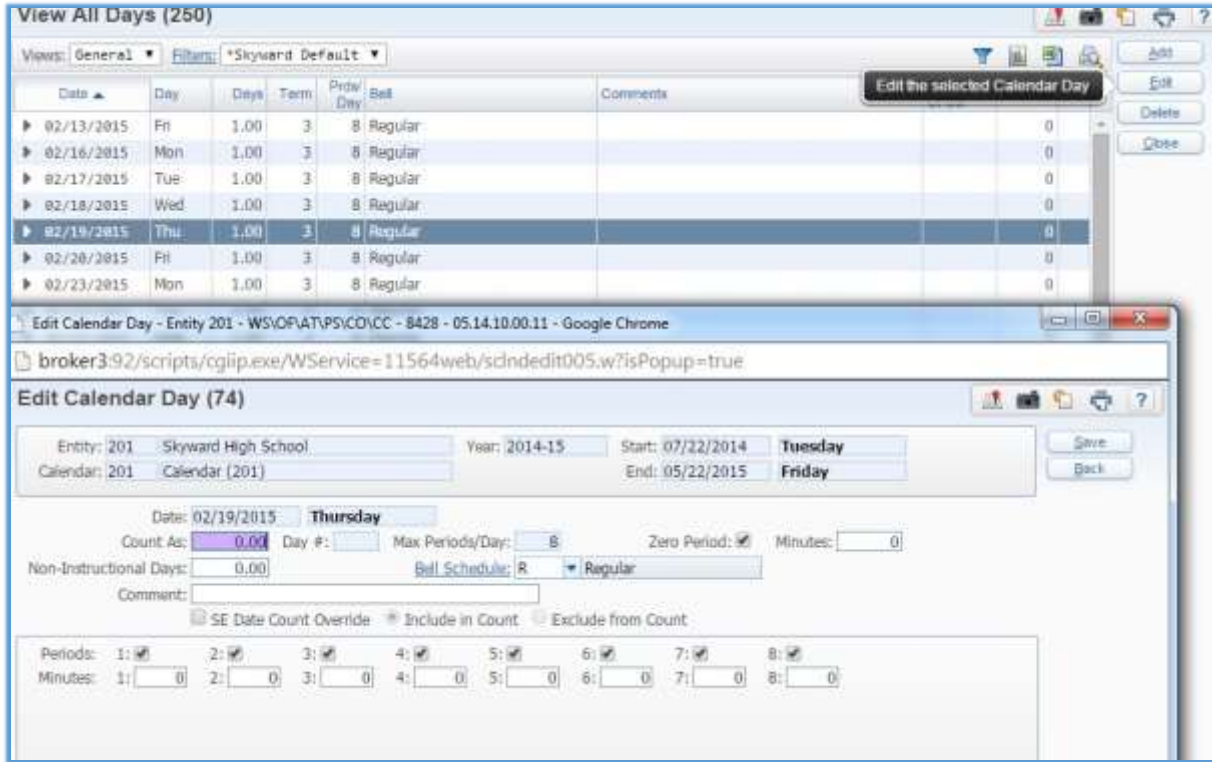 View All Days (250)
?
Views: General Filters: *Skyward Default
Add
Edit the selected Calendar Day
Edit
Date Day Days Term Prds/ Day Bell Comments
Delete
02/13/2015 Fri 1.00 3 8 Regular 0
Close
02/16/2015 Mon 1.00 3 8 Regular 0
02/17/2015 Tue 1.00 3 8 Regular 0
02/18/2015 Wed 1.00 3 8 Regular 0
02/19/2015 Thu 1.00 3 8 Regular 0
02/20/2015 Fri 1.00 3 8 Regular 0
02/23/2015 Mon 1.00 3 8 Regular 0
Edit Calendar Day - Entity 201 - WS\OF\AT\PS\CO\CC - 8428 - 05.14.10.00.11 - Google Chrome
broker3:92/scripts/cgiip.exe/WService=11564web/sclndedit005.w?isPopup=true
Edit Calendar Day (74)
?
Entity: 201 Skyward High School Year: 2014-15 Start: 07/22/2014 Tuesday
Save
Calendar: 201 Calendar (201) End: 05/22/2015 Friday
Back
Date: 02/19/2015 Thursday
Count As: 0.00 Day #: Max Periods/Day: 8 Zero Period: Minutes: 0
Non-Instructional Days: 0.00 Bell Schedule: R Regular
Comment:
SE Date Count Override Include in Count Exclude from Count
Periods: 1: 2: 3: 4: 5: 6: 7: 8:
Minutes: 1: 0 2: 0 3: 0 4: 0 5: 0 6: 0 7: 0 8: 0